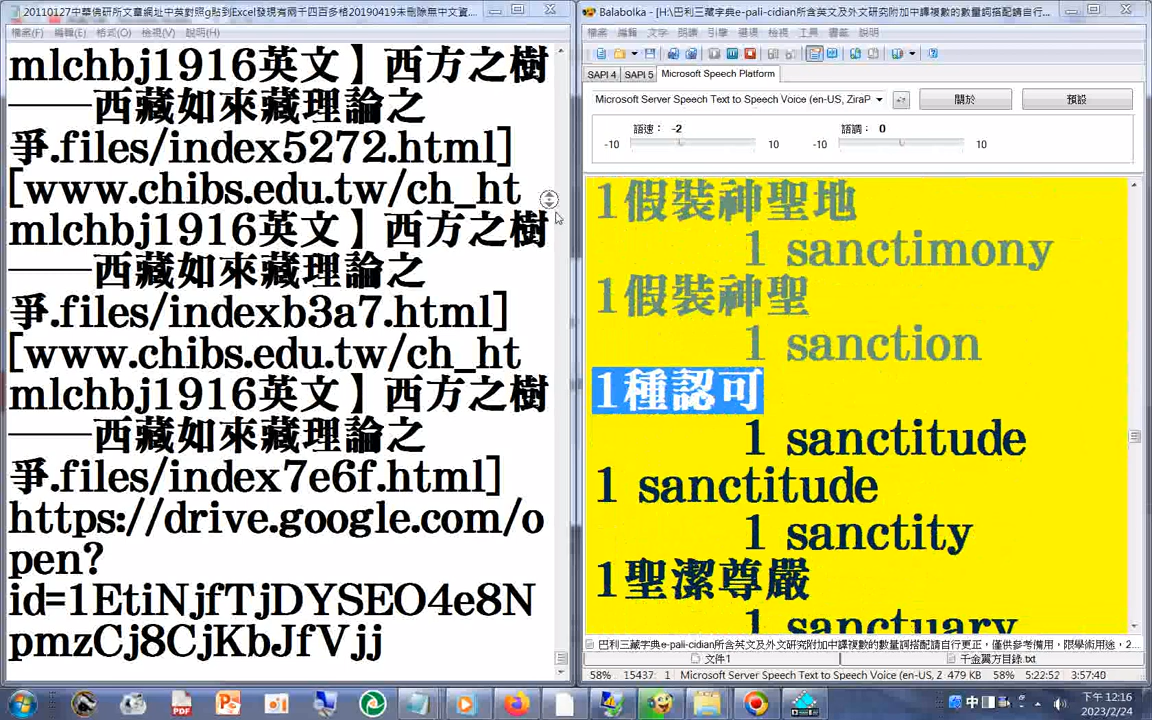 20110127中華佛研所文章網址中英對照g點到Excel發現有兩千四百多格20190419未刪除無中文資...
檔案(F) 編輯(E) 格式(O) 檢視(V) 說明(H)
mlchbj1916英文】西方之樹
──西藏如來藏理論之
爭.files/index5272.html]
[www.chibs.edu.tw/ch_ht
mlchbj1916英文】西方之樹
──西藏如來藏理論之
爭.files/indexb3a7.html]
[www.chibs.edu.tw/ch_ht
mlchbj1916英文】西方之樹
──西藏如來藏理論之
爭.files/index7e6f.html]
https://drive.google.com/o
pen?
id=1EtiNjfTjDYSEO4e8N
pmzCj8CjKbJfVjj
Balabolka - [H:\巴利三藏字典e-pali-cidian所含英文及外文研究附加中譯複數的數量詞搭配請自行...
檔案 編輯 文字 朗讀 引擎 選項 檢視 工具 書籤 說明
SAPI 4 SAPI 5 Microsoft Speech Platform
Microsoft Server Speech Text to Speech Voice (en-US, ZiraP
關於
預設
語速： -2
語調： 0
-10 10 -10 10
1假裝神聖地
1 sanctimony
1假裝神聖
1 sanction
1種認可
1 sanctitude
1 sanctitude
1 sanctity
1聖潔尊嚴
1 sanctuary
巴利三藏字典e-pali-cidian所含英文及外文研究附加中譯複數的數量詞搭配請自行更正，僅供參考備用，限學術用途，2...
文件1
千金翼方目錄.txt
58% 15437: 1 Microsoft Server Speech Text to Speech Voice (en-US, Z 479 KB 58% 5:22:52 3:57:40
中
下午 12:16
2023/2/24